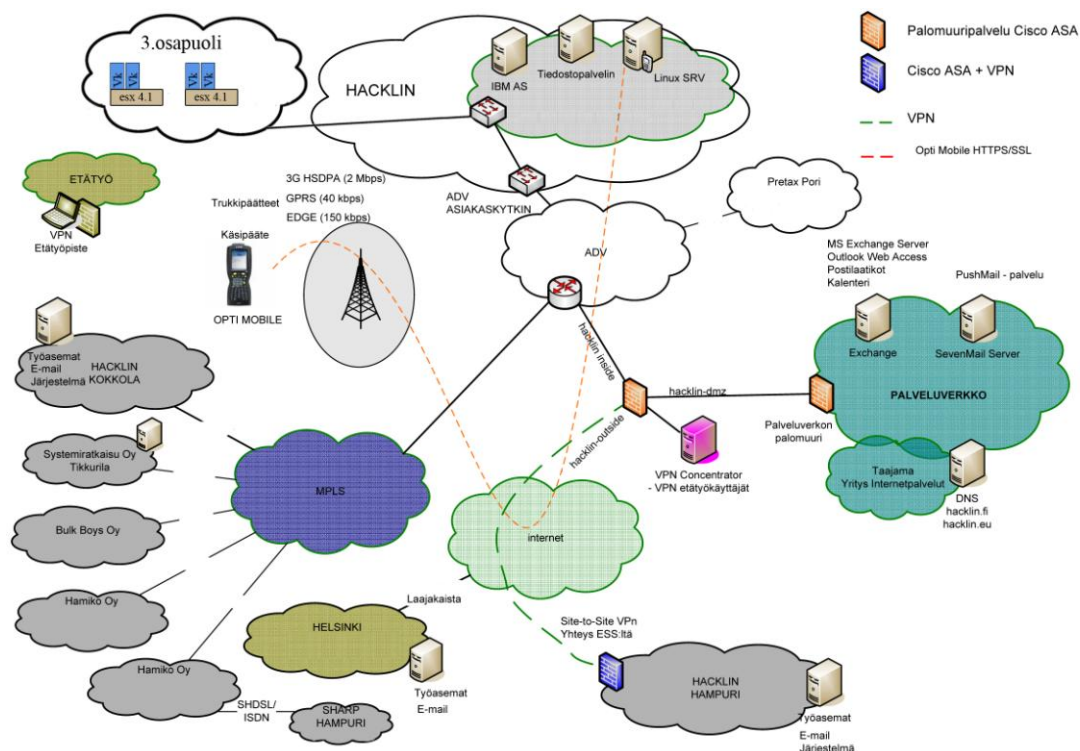 3.osapuoli
Vk Vk
Vk Vk
esx 4.1
esx 4.1
HACKLIN
IBM AS
Tiedostopalvelin
Linux SRV
Palomuuripalvelu Cisco ASA
Cisco ASA + VPN
VPN
Opti Mobile HTTPS/SSL
ETÄTYÖ
VPN
Etätyöpiste
Trukkipäätteet
Käsipääte
OPTI MOBILE
3G HSDPA (2 Mbps)
GPRS (40 kbps)
EDGE (150 kbps)
ADV
ASIAKASKYTKIN
ADV
Pretax Pori
MS Exchange Server
Outlook Web Access
Postilaatikot
Kalenteri
PushMail - palvelu
Exchange
SevenMail Server
PALVELUVERKKO
Palveluverkon
palomuuri
Taajama
Yritys Internetpalvelut
DNS
hacklin.fi
hacklin.eu
hacklin inside
hacklin-dmz
hacklin-outside
VPN Concentrator
- VPN etätyökäyttäjät
Työasemat
E-mail
Järjestelmä
HACKLIN
KOKKOLA
Systemiratkaisu Oy
Tikkurila
Bulk Boys Oy
Hamiko Oy
Hamiko Oy
MPLS
internet
Laajakaista
HELSINKI
Työasemat
E-mail
SHDSL/
ISDN
SHARP
HAMPURI
Site-to-Site VPn
Yhteys ESS:ltä
HACKLIN
HAMPURI
Työasemat
E-mail
Järjestelmä